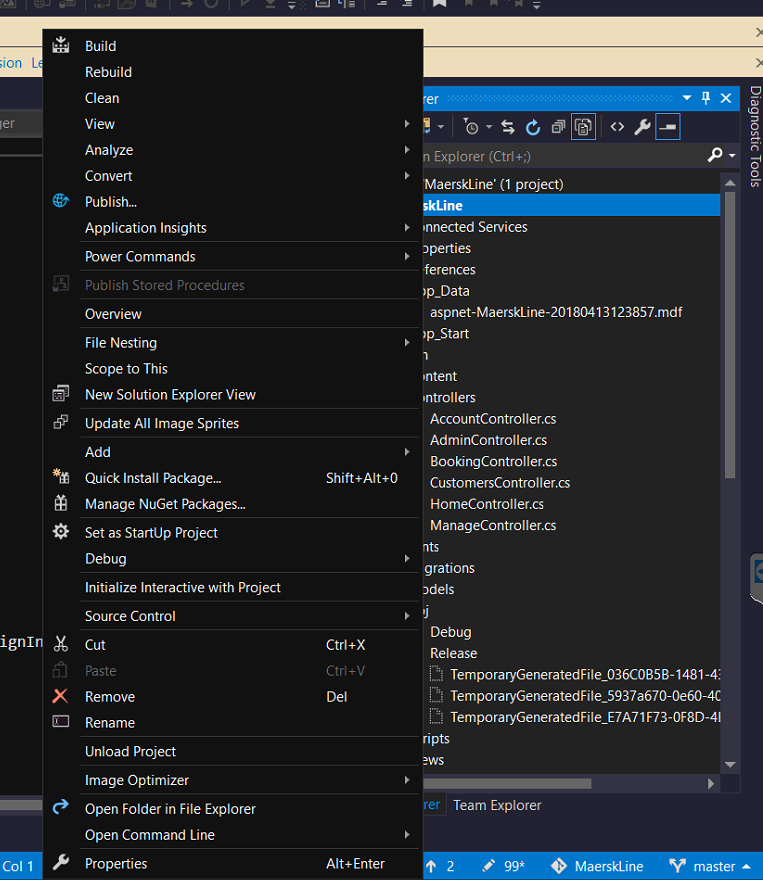 Build
Rebuild
Clean
View
Analyze
Convert
Publish...
Application Insights
Power Commands
Publish Stored Procedures
Overview
File Nesting
Scope to This
New Solution Explorer View
Update All Image Sprites
Add
Quick Install Package... Shift+Alt+0
Manage NuGet Packages...
Set as StartUp Project
Debug
Initialize Interactive with Project
Source Control
Cut Ctrl+X
Paste Ctrl+V
Remove Del
Rename
Unload Project
Image Optimizer
Open Folder in File Explorer
Open Command Line
Properties Alt+Enter
sion Le
ger
ignIn
Col 1
rer
n Explorer (Ctrl+;)
'MaerskLine' (1 project)
skLine
nnected Services
operties
eferences
pp_Data
aspnet-MaerskLine-20180413123857.mdf
pp_Start
n
ntent
ntrollers
AccountController.cs
AdminController.cs
BookingController.cs
CustomersController.cs
HomeController.cs
ManageController.cs
nts
grations
odels
j
Debug
Release
TemporaryGeneratedFile_036C0B5B-1481-43
TemporaryGeneratedFile_5937a670-0e60-40
TemporaryGeneratedFile_E7A71F73-0F8D-4
ripts
ews
rer Team Explorer
2 99* MaerskLine master
Diagnostic Tools